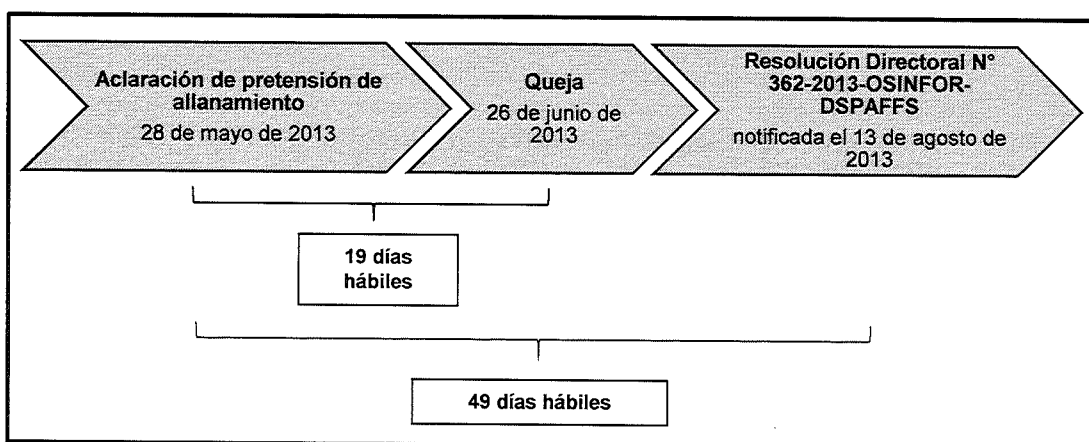 Aclaración de pretensión de
allanamiento
28 de mayo de 2013
Queja
26 de junio de
2013
Resolución Directoral N°
362-2013-OSINFOR-
DSPAFFS
notificada el 13 de agosto de
2013
19 días
hábiles
49 días hábiles